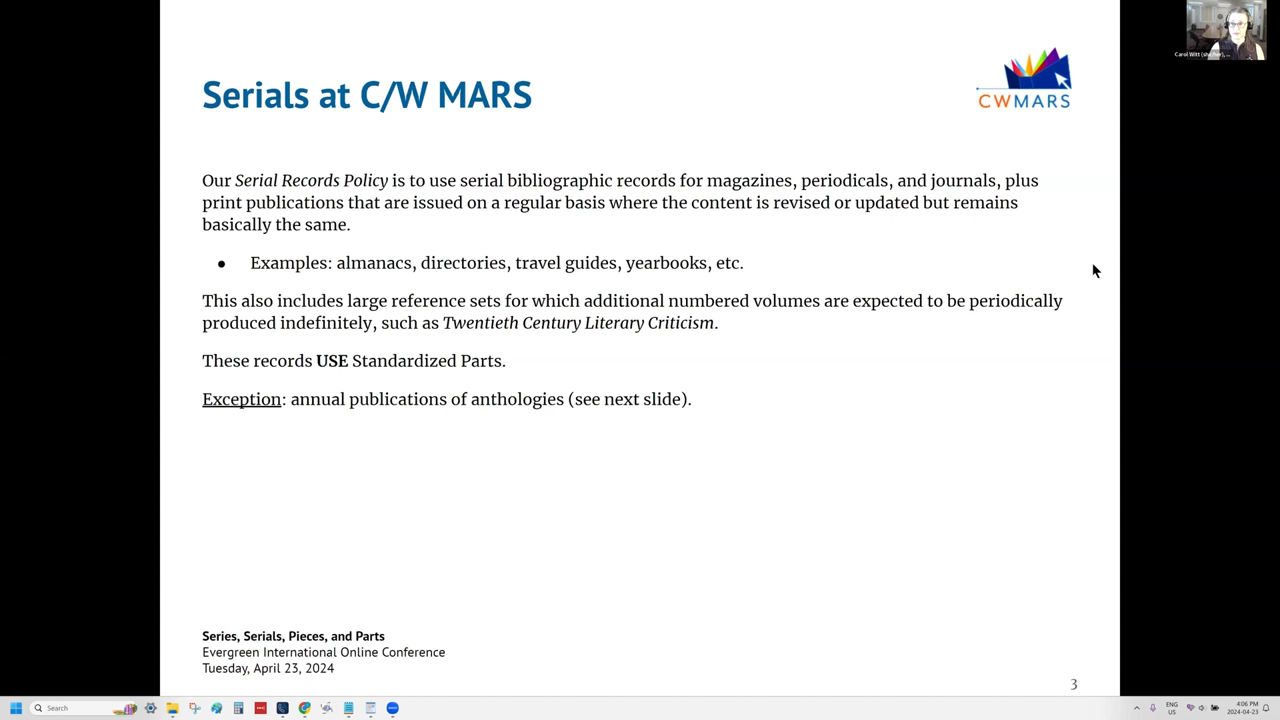 Carol Witt (she/her), ...
Serials at C/W MARS
CWMARS
Our Serial Records Policy is to use serial bibliographic records for magazines, periodicals, and journals, plus
print publications that are issued on a regular basis where the content is revised or updated but remains
basically the same.
● Examples: almanacs, directories, travel guides, yearbooks, etc.
This also includes large reference sets for which additional numbered volumes are expected to be periodically
produced indefinitely, such as Twentieth Century Literary Criticism.
These records USE Standardized Parts.
Exception: annual publications of anthologies (see next slide).
Series, Serials, Pieces, and Parts
Evergreen International Online Conference
Tuesday, April 23, 2024
3
Search
ENG
US
4:06 PM
2024-04-23